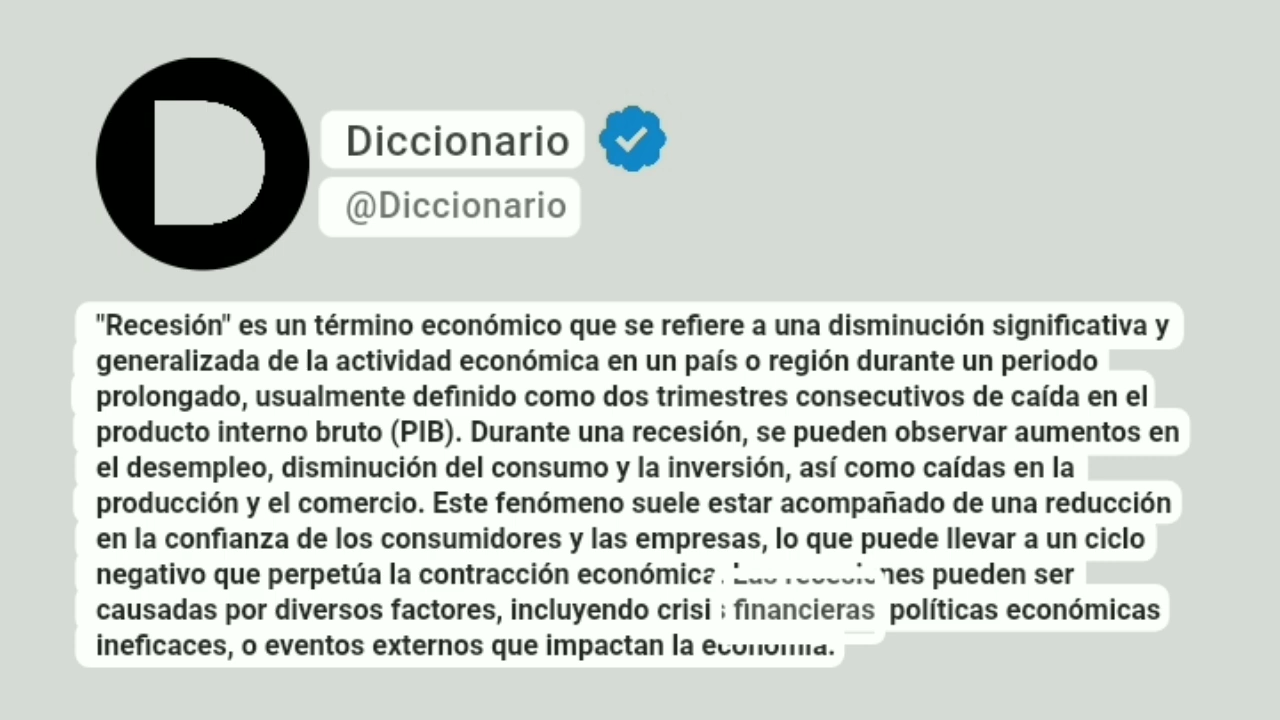 D
Diccionario
@Diccionario
"Recesión" es un término económico que se refiere a una disminución significativa y
generalizada de la actividad económica en un país o región durante un periodo
prolongado, usualmente definido como dos trimestres consecutivos de caída en el
producto interno bruto (PIB). Durante una recesión, se pueden observar aumentos en
el desempleo, disminución del consumo y la inversión, así como caídas en la
producción y el comercio. Este fenómeno suele estar acompañado de una reducción
en la confianza de los consumidores y las empresas, lo que puede llevar a un ciclo
negativo que perpetúa la contracción económica. Las recesiones pueden ser
causadas por diversos factores, incluyendo crisis financieras políticas económicas
ineficaces, o eventos externos que impactan la economía.